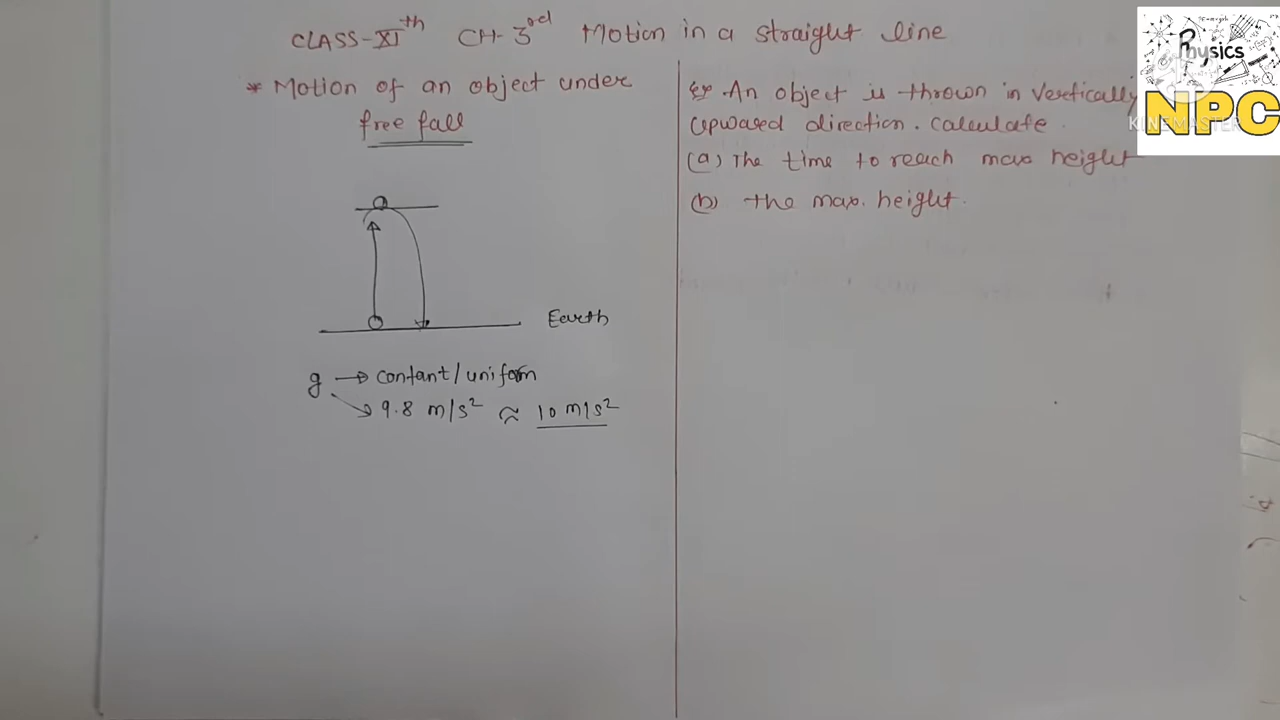 CLASS-XIth CH-3rd Motion in a straight line
* Motion of an object under
free fall
Earth
g → contant/uniform
→ 9.8 m/s² ≈ 10 m/s²
Ex An object is thrown in vertically
upward direction. calculate.
(a) The time to reach max height
(b) the max. height.
Physics
NPC
KINEMASTER